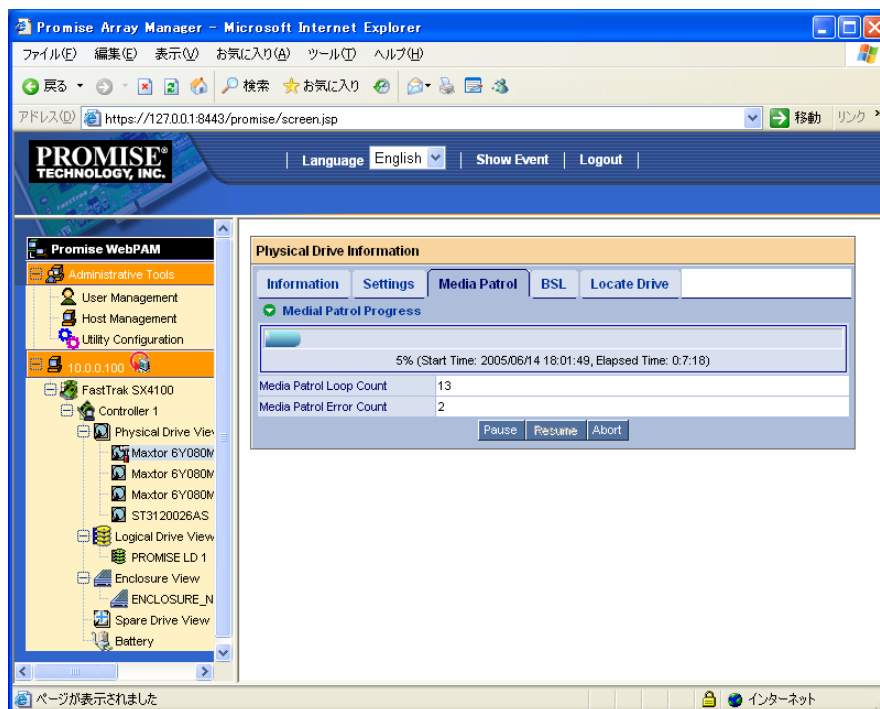 Promise Array Manager - Microsoft Internet Explorer
ファイル(F) 編集(E) 表示(V) お気に入り(A) ツール(T) ヘルプ(H)
戻る 検索 お気に入り
アドレス(D) https://127.0.0.1:8443/promise/screen.jsp 移動 リンク
PROMISE®
TECHNOLOGY, INC.
| Language English | Show Event | Logout |
Promise WebPAM
Administrative Tools
User Management
Host Management
Utility Configuration
10.0.0.100
FastTrak SX4100
Controller 1
Physical Drive View
Maxtor 6Y080M
Maxtor 6Y080M
Maxtor 6Y080M
ST3120026AS
Logical Drive View
PROMISE LD 1
Enclosure View
ENCLOSURE_N
Spare Drive View
Battery
Physical Drive Information
Information Settings Media Patrol BSL Locate Drive
Medial Patrol Progress
5% (Start Time: 2005/06/14 18:01:49, Elapsed Time: 0:7:18)
Media Patrol Loop Count 13
Media Patrol Error Count 2
Pause Resume Abort
ページが表示されました インターネット